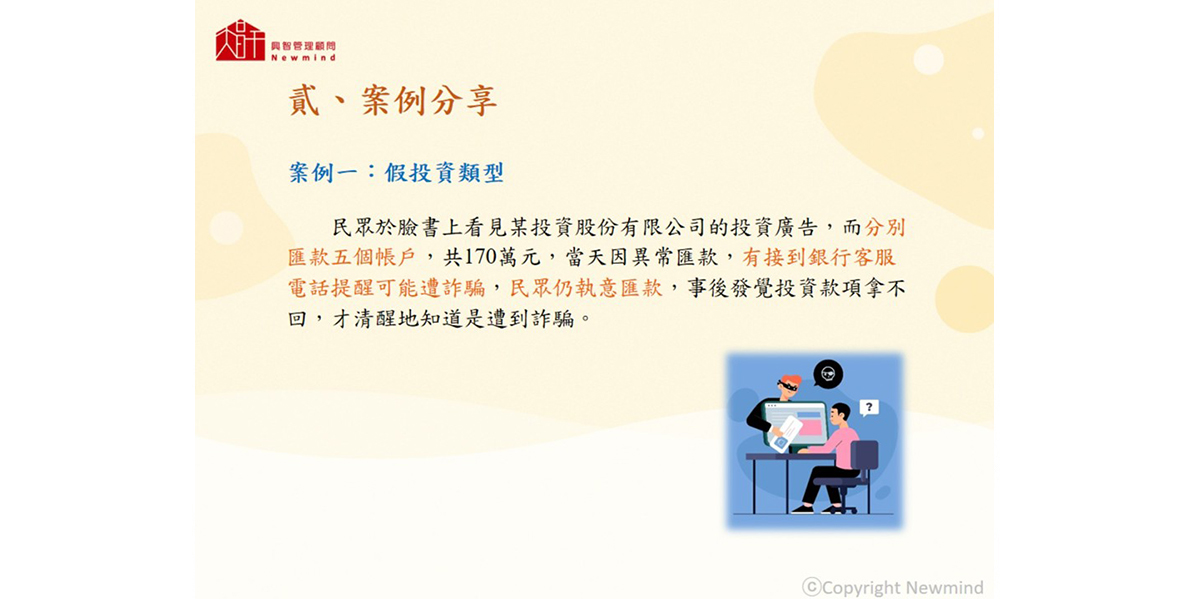 興智管理顧問
Newmind
貳、案例分享
案例一：假投資類型
民眾於臉書上看見某投資股份有限公司的投資廣告，而分別
匯款五個帳戶，共170萬元，當天因異常匯款，有接到銀行客服
電話提醒可能遭詐騙，民眾仍執意匯款，事後發覺投資款項拿不
回，才清醒地知道是遭到詐騙。
?
ⓒCopyright Newmind